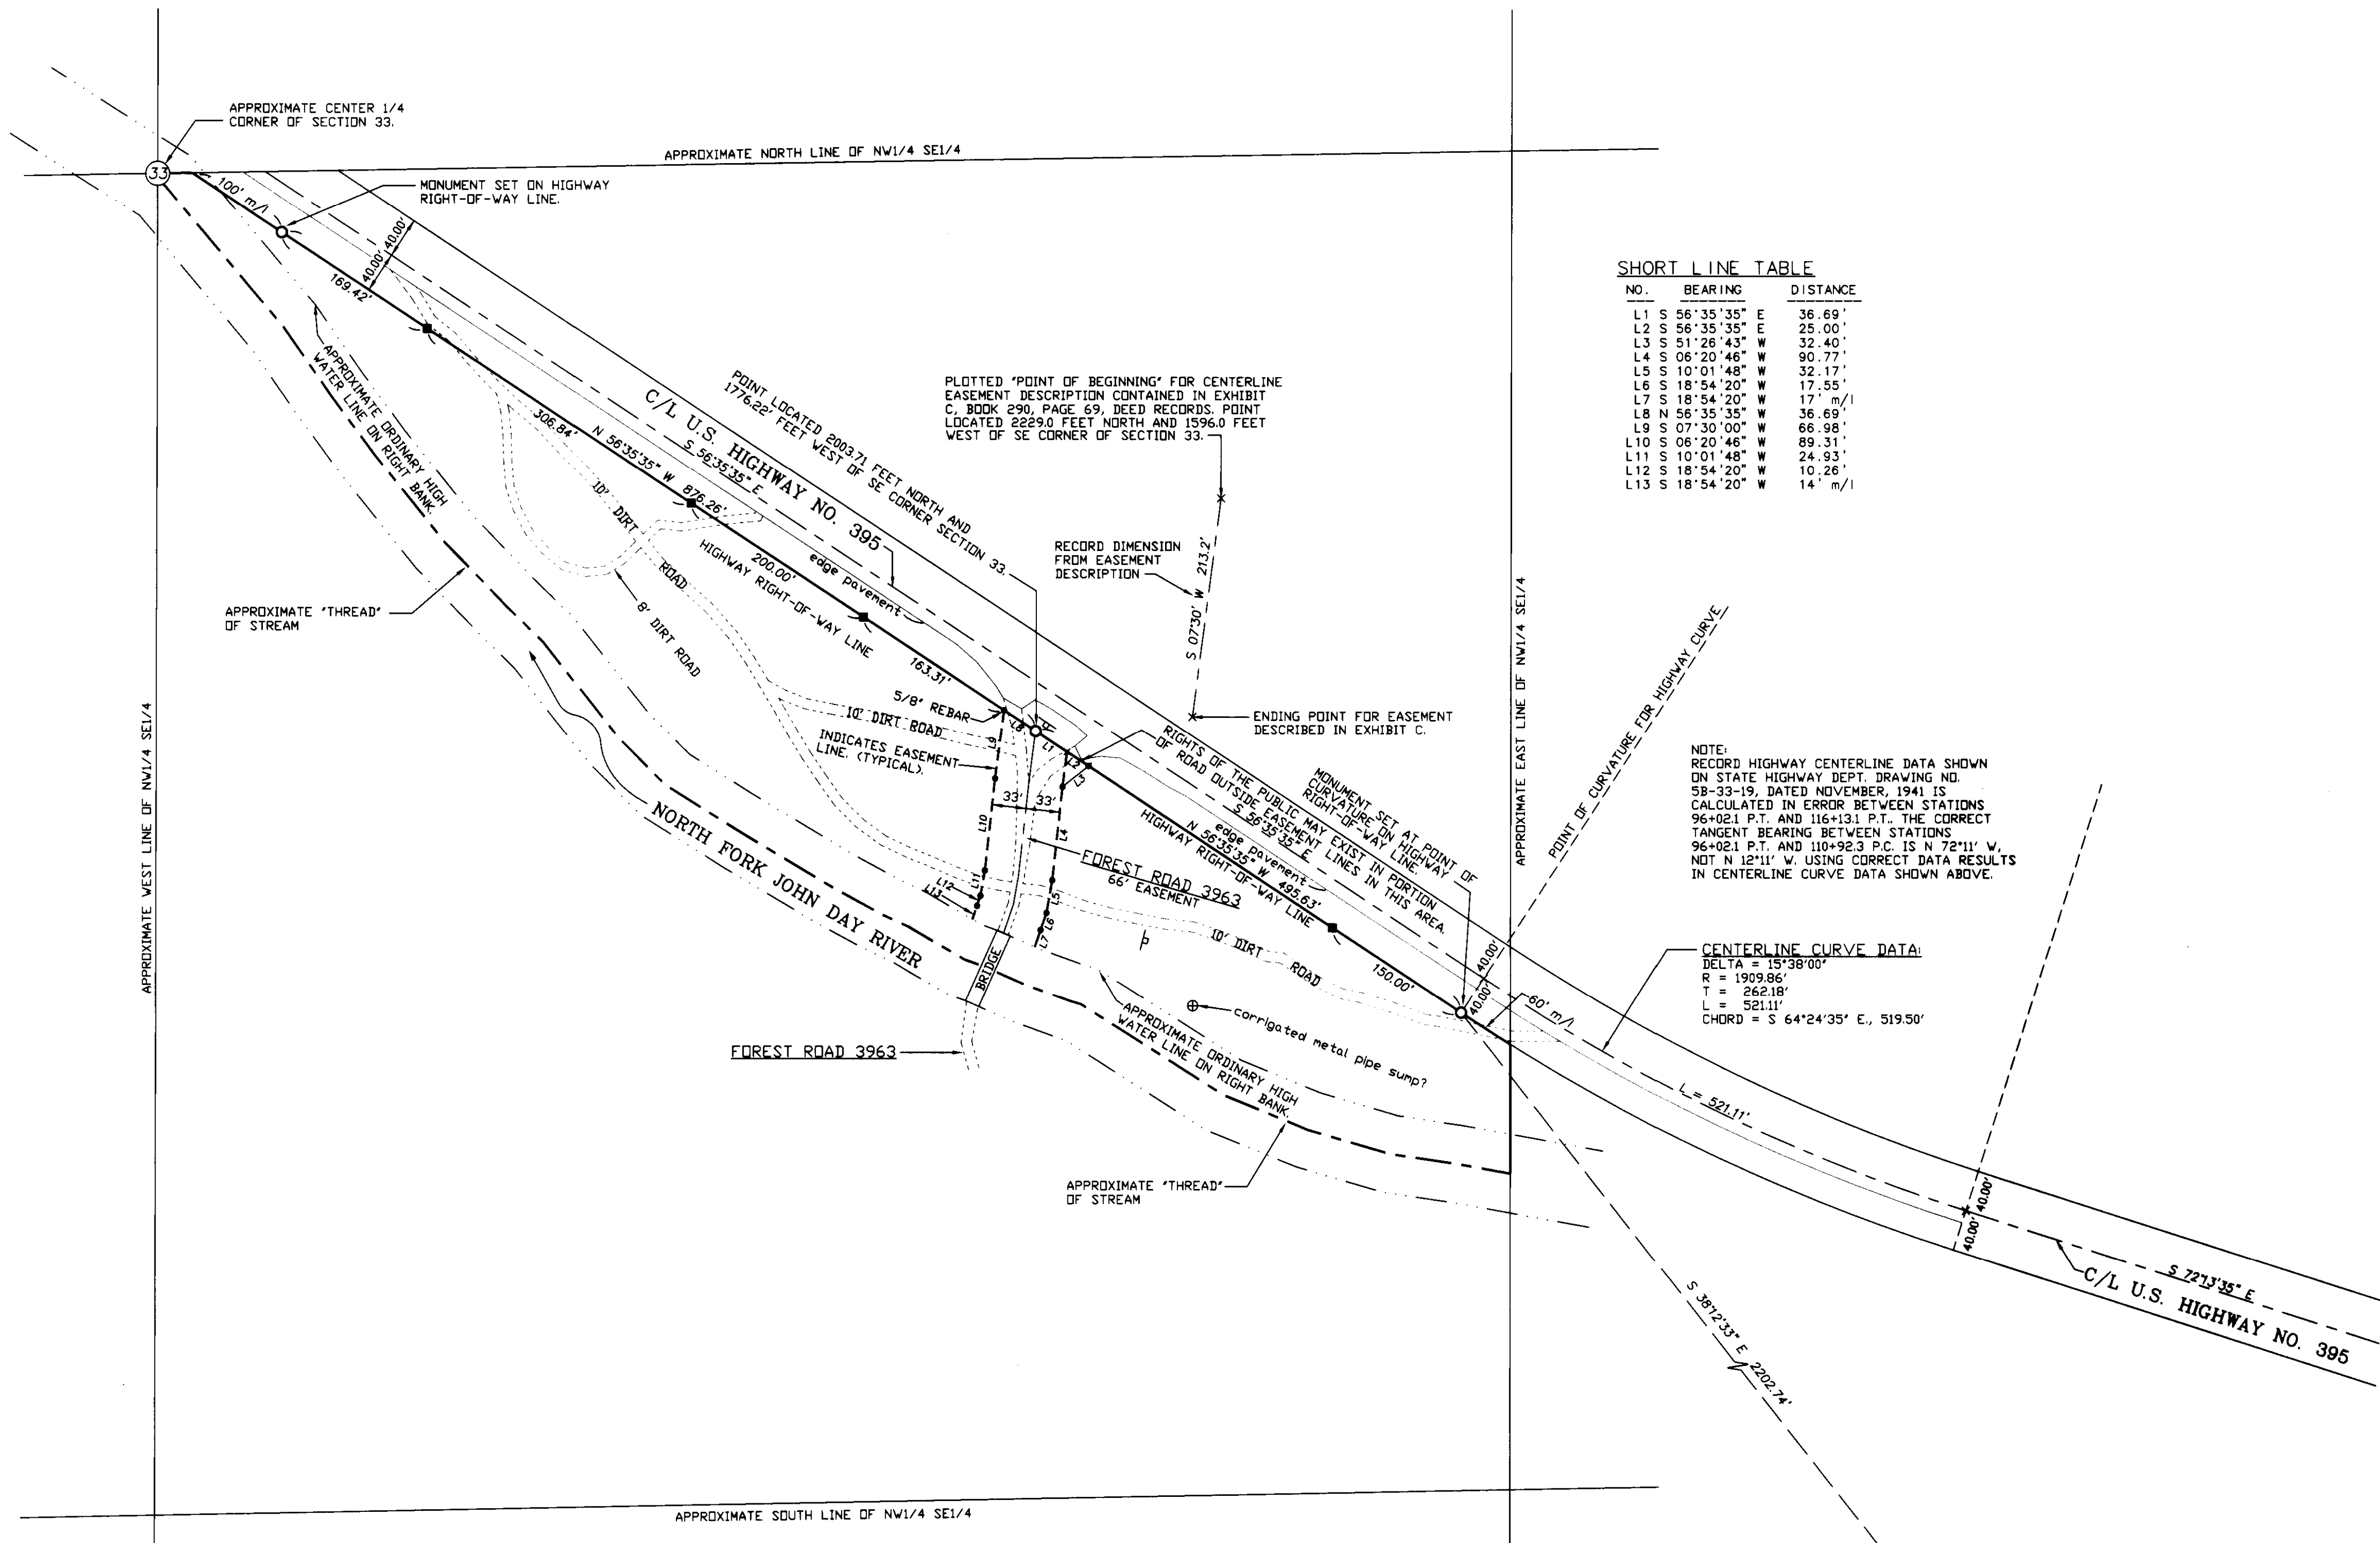 APPROXIMATE CENTER 1/4
CORNER OF SECTION 33.
33
APPROXIMATE NORTH LINE OF NW1/4 SE1/4
100' m/l
MONUMENT SET ON HIGHWAY
RIGHT-OF-WAY LINE.
40.00' 40.00'
169.42'
APPROXIMATE ORDINARY HIGH
WATER LINE ON RIGHT BANK.
306.84'
N 56°35'35" W 876.26'
C/L U.S. HIGHWAY NO. 395
S 56°35'35" E
POINT LOCATED 2003.71 FEET NORTH AND
1776.22' FEET WEST OF SE CORNER SECTION 33.
PLOTTED "POINT OF BEGINNING" FOR CENTERLINE
EASEMENT DESCRIPTION CONTAINED IN EXHIBIT
C, BOOK 290, PAGE 69, DEED RECORDS. POINT
LOCATED 2229.0 FEET NORTH AND 1596.0 FEET
WEST OF SE CORNER OF SECTION 33.
SHORT LINE TABLE
NO. BEARING DISTANCE
L1 S 56°35'35" E 36.69'
L2 S 56°35'35" E 25.00'
L3 S 51°26'43" W 32.40'
L4 S 06°20'46" W 90.77'
L5 S 10°01'48" W 32.17'
L6 S 18°54'20" W 17.55'
L7 S 18°54'20" W 17' m/l
L8 N 56°35'35" W 36.69'
L9 S 07°30'00" W 66.98'
L10 S 06°20'46" W 89.31'
L11 S 10°01'48" W 24.93'
L12 S 18°54'20" W 10.26'
L13 S 18°54'20" W 14' m/l
RECORD DIMENSION
FROM EASEMENT
DESCRIPTION
S 07°30' W 213.2'
10' DIRT ROAD
8' DIRT ROAD
200.00'
HIGHWAY RIGHT-OF-WAY LINE
edge pavement
163.31'
APPROXIMATE "THREAD"
OF STREAM
APPROXIMATE WEST LINE OF NW1/4 SE1/4
APPROXIMATE EAST LINE OF NW1/4 SE1/4
5/8" REBAR
10' DIRT ROAD
INDICATES EASEMENT
LINE. (TYPICAL).
ENDING POINT FOR EASEMENT
DESCRIBED IN EXHIBIT C.
L8
L1
L2
L3
L9
33' 33'
L10
L4
L11
L12
L13
L5
L6
L7
RIGHTS OF THE PUBLIC MAY EXIST IN PORTION
OF ROAD OUTSIDE EASEMENT LINES IN THIS AREA.
S 56°35'35" E
edge pavement
N 56°35'35" W 495.63'
HIGHWAY RIGHT-OF-WAY LINE
MONUMENT SET AT POINT OF
CURVATURE ON HIGHWAY
RIGHT-OF-WAY LINE.
POINT OF CURVATURE FOR HIGHWAY CURVE
NOTE:
RECORD HIGHWAY CENTERLINE DATA SHOWN
ON STATE HIGHWAY DEPT. DRAWING NO.
5B-33-19, DATED NOVEMBER, 1941 IS
CALCULATED IN ERROR BETWEEN STATIONS
96+02.1 P.T. AND 116+13.1 P.T.. THE CORRECT
TANGENT BEARING BETWEEN STATIONS
96+02.1 P.T. AND 110+92.3 P.C. IS N 72°11' W,
NOT N 12°11' W. USING CORRECT DATA RESULTS
IN CENTERLINE CURVE DATA SHOWN ABOVE.
NORTH FORK JOHN DAY RIVER
FOREST ROAD 3963
66' EASEMENT
10' DIRT ROAD
BRIDGE
150.00'
40.00' 40.00'
60' m/l
CENTERLINE CURVE DATA:
DELTA = 15°38'00"
R = 1909.86'
T = 262.18'
L = 521.11'
CHORD = S 64°24'35" E., 519.50'
corrigated metal pipe sump?
APPROXIMATE ORDINARY HIGH
WATER LINE ON RIGHT BANK.
FOREST ROAD 3963
L = 521.11'
APPROXIMATE "THREAD"
OF STREAM
40.00' 40.00'
S 72°13'35" E
C/L U.S. HIGHWAY NO. 395
S 38°12'33" E 2202.74'
APPROXIMATE SOUTH LINE OF NW1/4 SE1/4